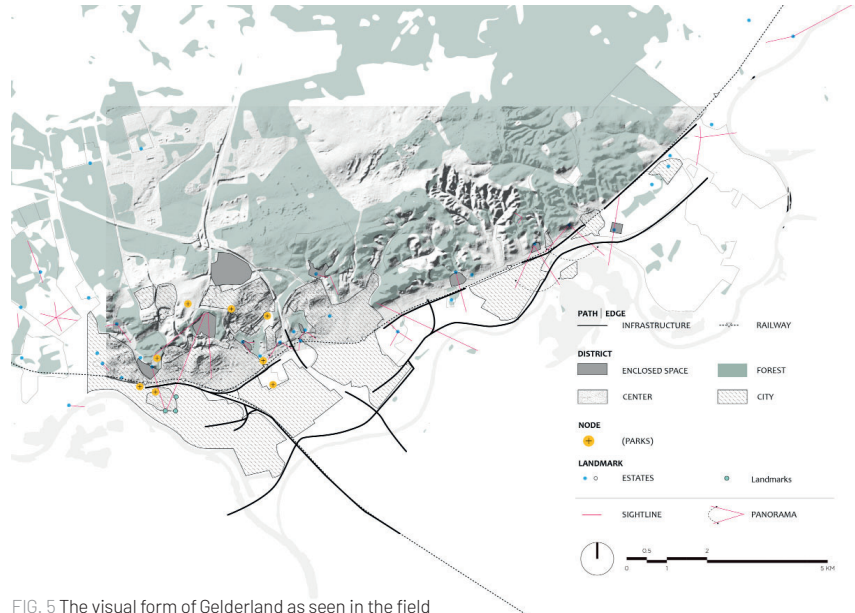 PATH | EDGE
INFRASTRUCTURE
RAILWAY
DISTRICT
ENCLOSED SPACE
FOREST
CENTER
CITY
NODE
(PARKS)
LANDMARK
ESTATES
Landmarks
SIGHTLINE
PANORAMA
0.5 2
0 1 5 KM
FIG. 5 The visual form of Gelderland as seen in the field